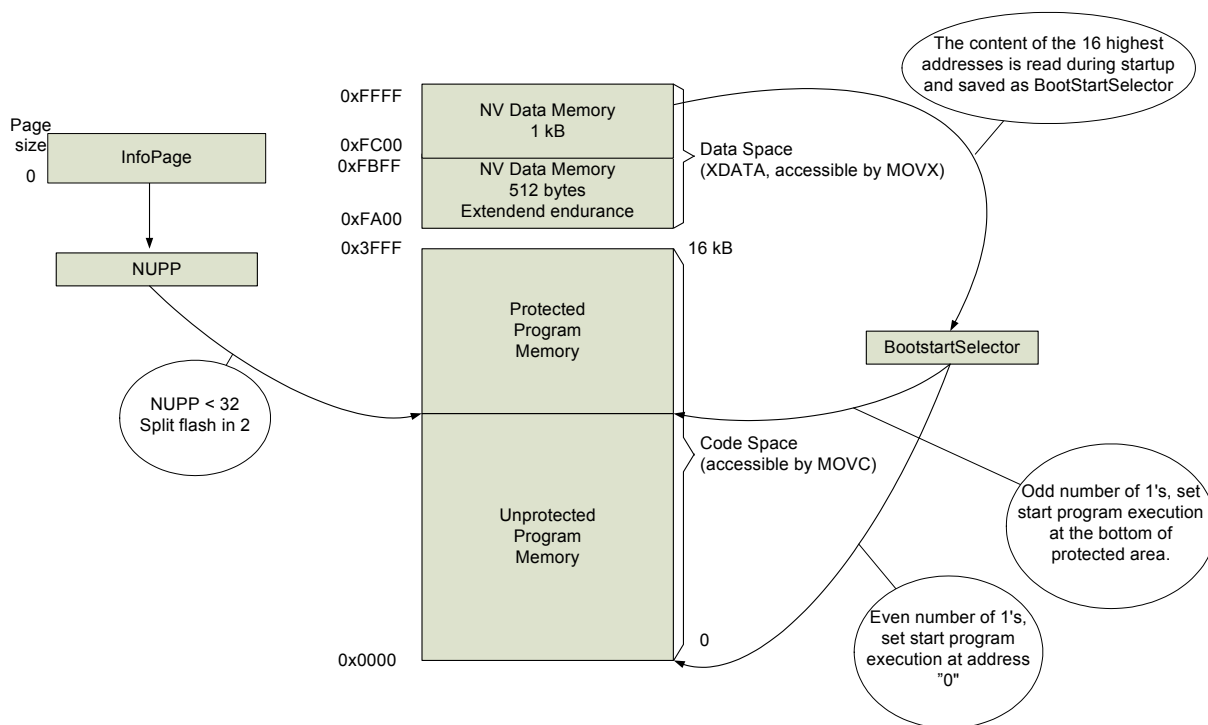 The content of the 16 highest
addresses is read during startup
and saved as BootStartSelector
Page
size
0
InfoPage
NUPP
NUPP < 32
Split flash in 2
0xFFFF
0xFC00
0xFBFF
0xFA00
NV Data Memory
1 kB
NV Data Memory
512 bytes
Extendend endurance
Data Space
(XDATA, accessible by MOVX)
0x3FFF
16 kB
Protected
Program
Memory
BootstartSelector
Code Space
(accessible by MOVC)
Unprotected
Program
Memory
0x0000
0
Odd number of 1's, set
start program execution
at the bottom of
protected area.
Even number of 1's,
set start program
execution at address
”0"